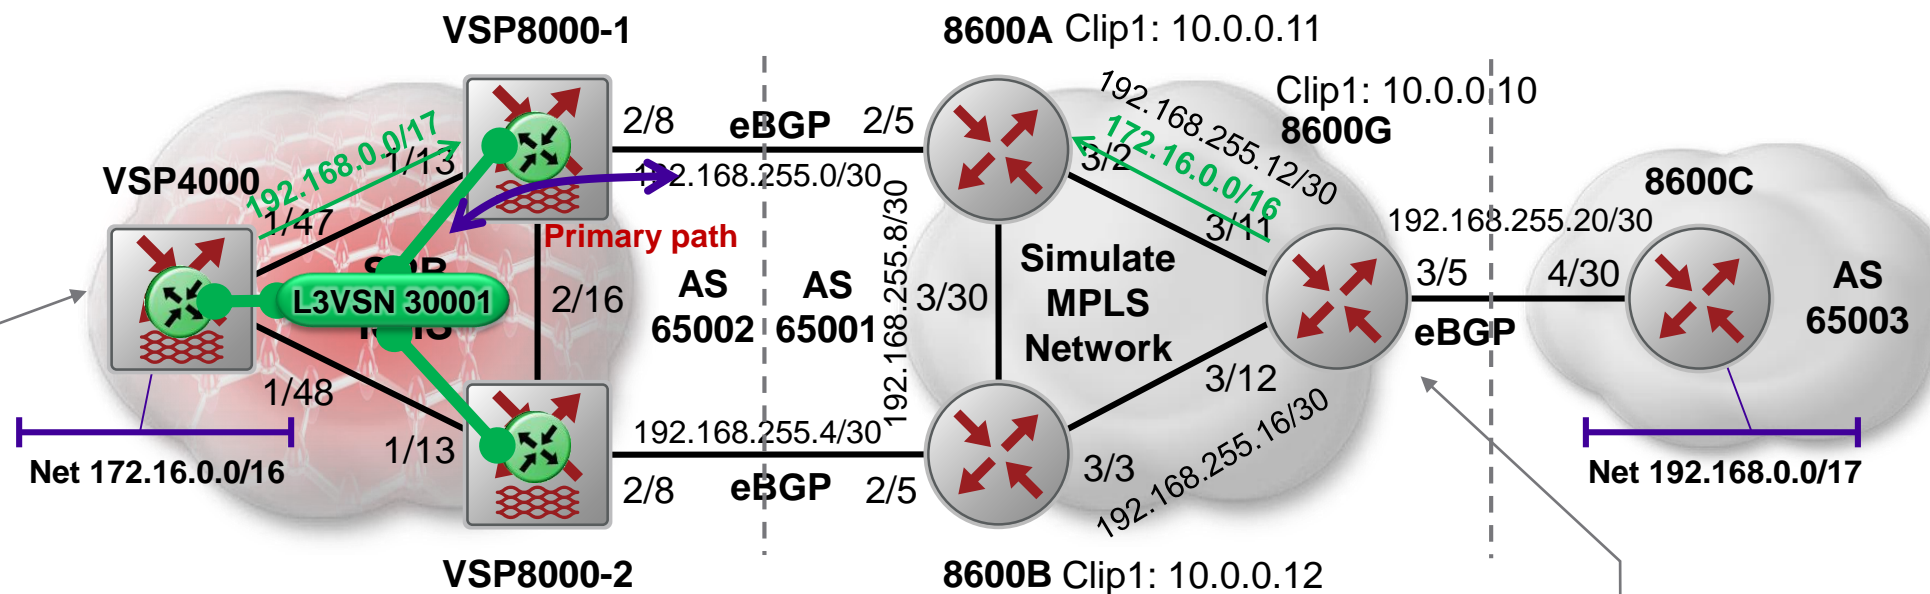 VSP8000-1
8600A Clip1: 10.0.0.11
Clip1: 10.0.0.10
8600G
2/8
eBGP
2/5
192.168.255.0/30
192.168.0.0/17
1/13
VSP4000
1/47
Primary path
192.168.255.12/30
172.16.0.0/16
3/2
3/11
8600C
192.168.255.20/30
SPB
L3VSN 30001
IS-IS
2/16
AS
65002
AS
65001
192.168.255.8/30
3/30
Simulate
MPLS
Network
3/5
eBGP
4/30
AS
65003
1/48
1/13
192.168.255.4/30
2/8
eBGP
2/5
3/12
3/3
192.168.255.16/30
Net 172.16.0.0/16
Net 192.168.0.0/17
VSP8000-2
8600B Clip1: 10.0.0.12